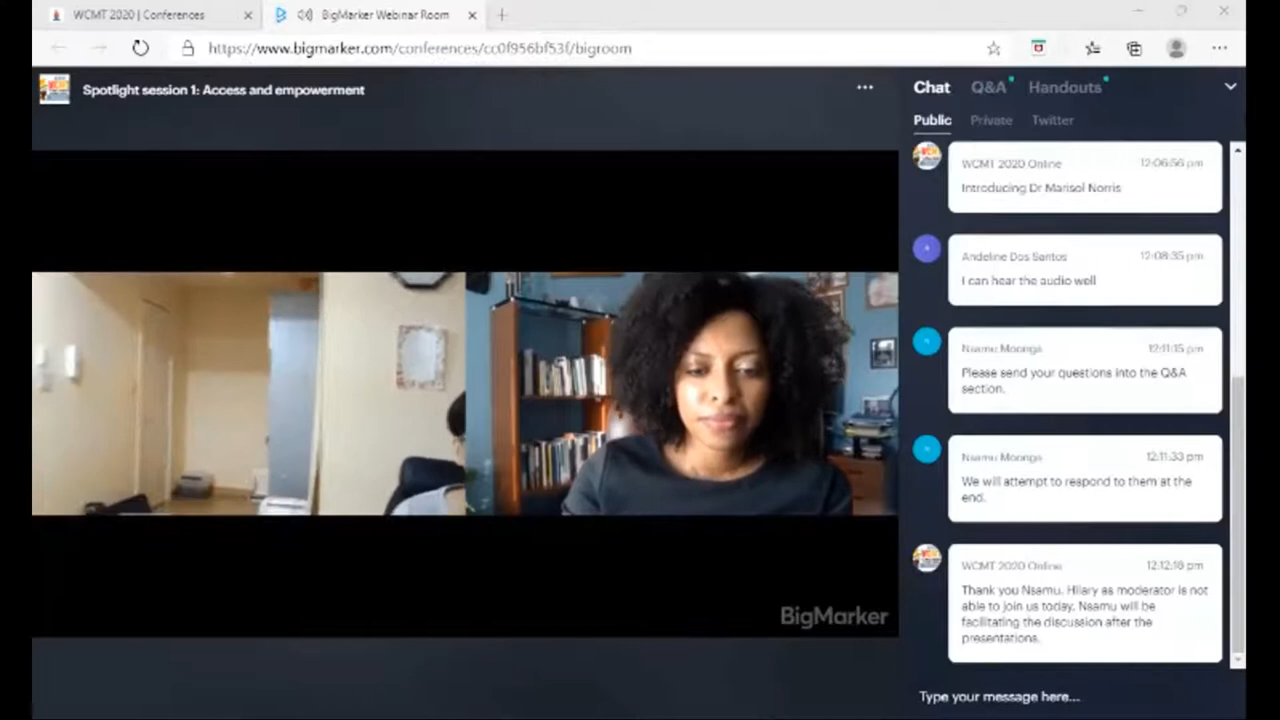 WCMT 2020 | Conferences
BigMarker Webinar Room
https://www.bigmarker.com/conferences/cc0f956bf53f/bigroom
Spotlight session 1: Access and empowerment
Chat Q&A Handouts
Public Private Twitter
WCMT 2020 Online 12:06:56 pm
Introducing Dr Marisol Norris
Andeline Dos Santos 12:08:35 pm
I can hear the audio well
Nsamu Moonga 12:11:15 pm
Please send your questions into the Q&A
section.
Nsamu Moonga 12:11:33 pm
We will attempt to respond to them at the
end.
WCMT 2020 Online 12:12:18 pm
Thank you Nsamu. Hilary as moderator is not
able to join us today. Nsamu will be
facilitating the discussion after the
presentations.
BigMarker
Type your message here...